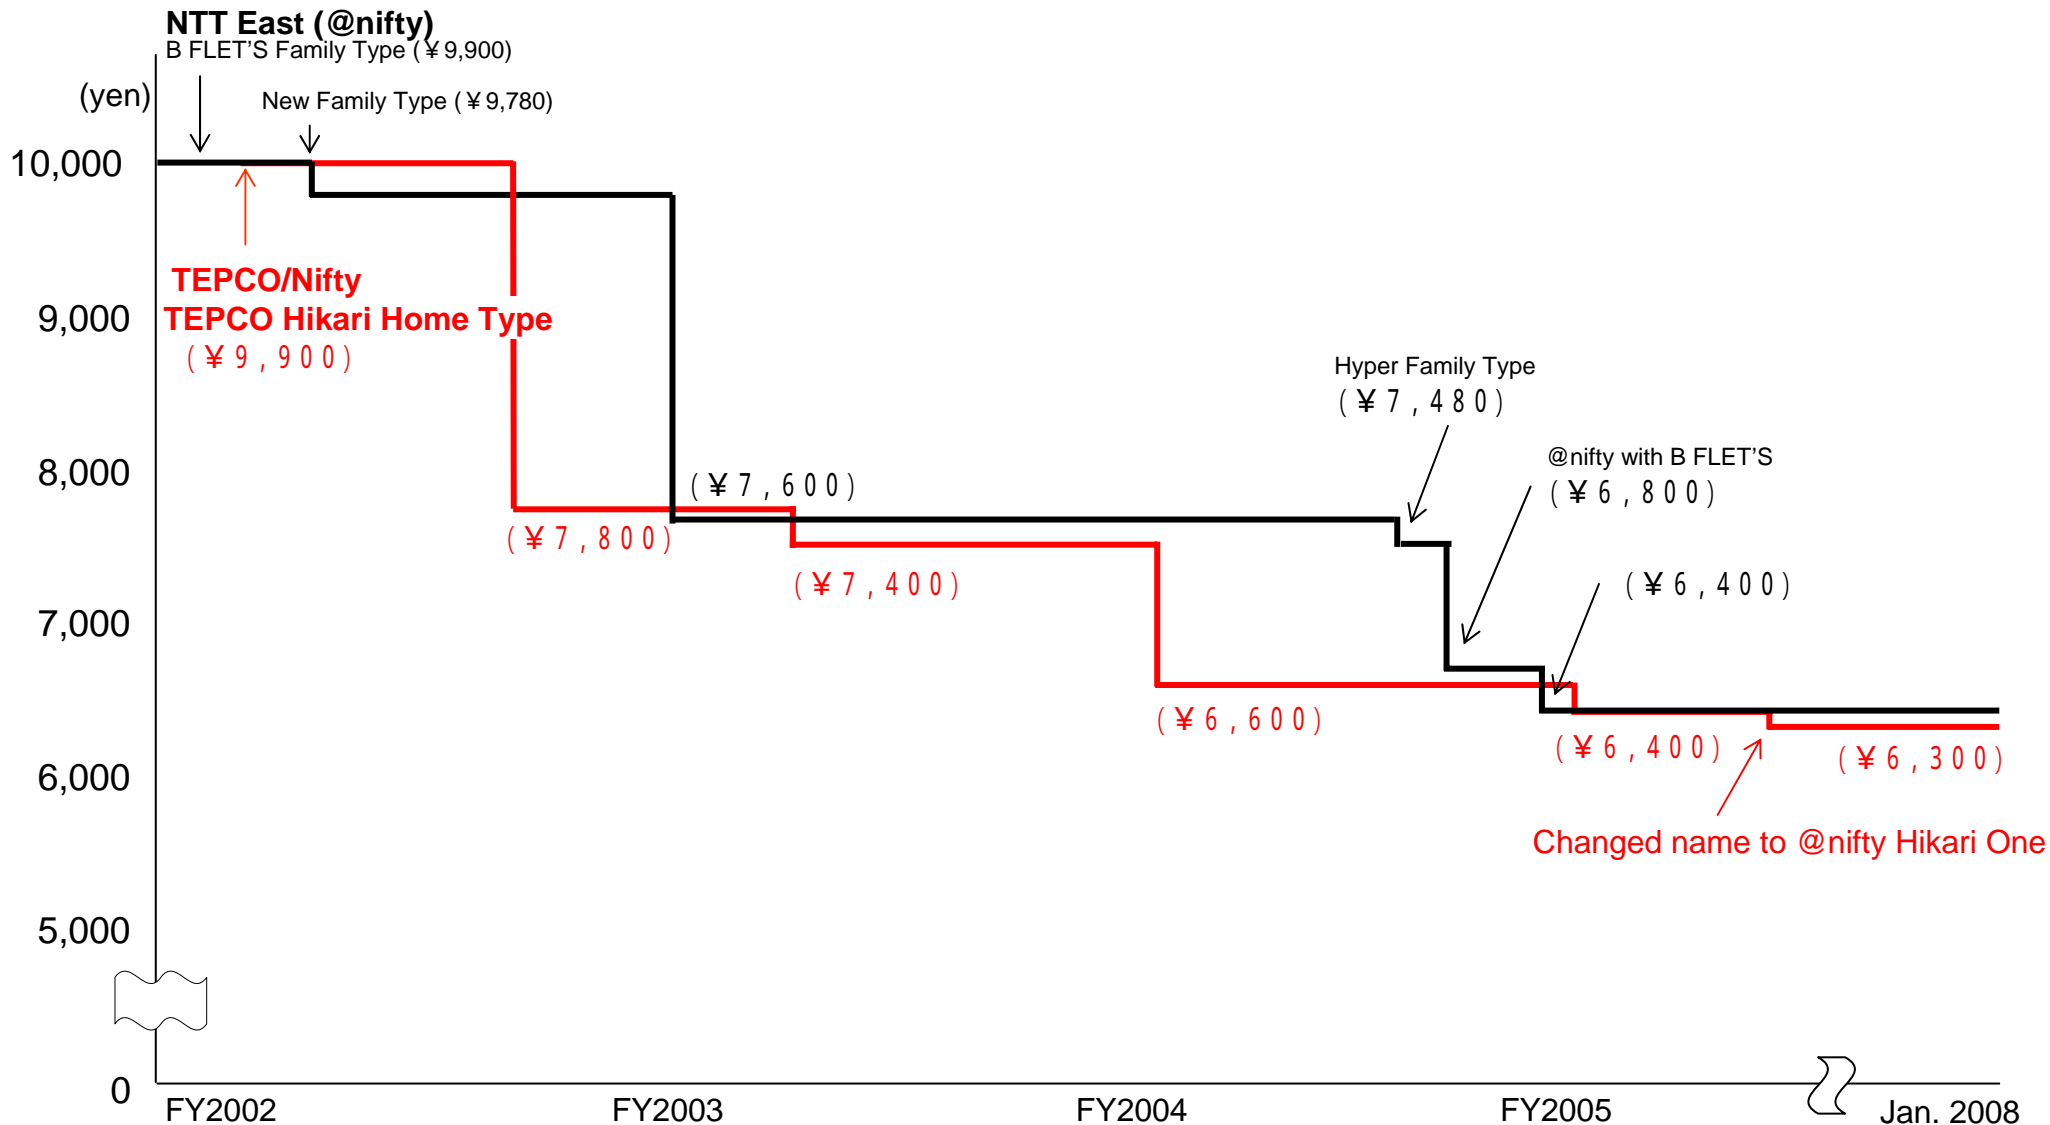 NTT East (@nifty)
B FLET'S Family Type (¥9,900)
(yen)
New Family Type (¥9,780)
10,000
TEPCO/Nifty
9,000
TEPCO Hikari Home Type
(¥9,900)
Hyper Family Type
(¥7,480)
8,000
@nifty with B FLET'S
(¥7,600)
(¥6,800)
(¥7,800)
(¥7,400)
(¥6,400)
7,000
(¥6,600)
(¥6,400)
(¥6,300)
6,000
Changed name to @nifty Hikari One
5,000
0
FY2002
FY2003
FY2004
FY2005
Jan. 2008